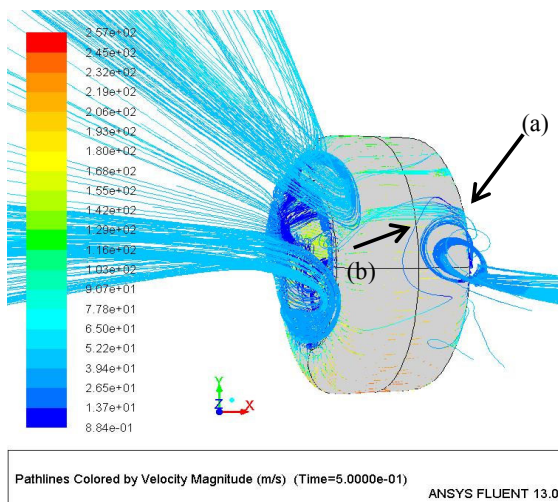 2.57e+02
2.45e+02
2.32e+02
2.19e+02
2.06e+02
1.93e+02
1.80e+02
1.68e+02
1.55e+02
1.42e+02
1.29e+02
1.16e+02
1.03e+02
9.07e+01
7.78e+01
6.50e+01
5.22e+01
3.94e+01
2.65e+01
1.37e+01
8.84e-01
(a)
(b)
Y
Z
X
Pathlines Colored by Velocity Magnitude (m/s) (Time=5.0000e-01)
ANSYS FLUENT 13.0